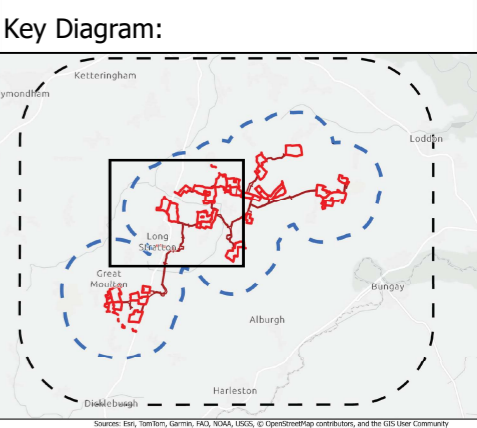 Key Diagram:
Ketteringham
ymondham
Loddon
Long
Stratton
Great
Moulton
Bungay
Alburgh
Harleston
Dickleburgh
Sources: Esri, TomTom, Garmin, FAO, NOAA, USGS, © OpenStreetMap contributors, and the GIS User Community